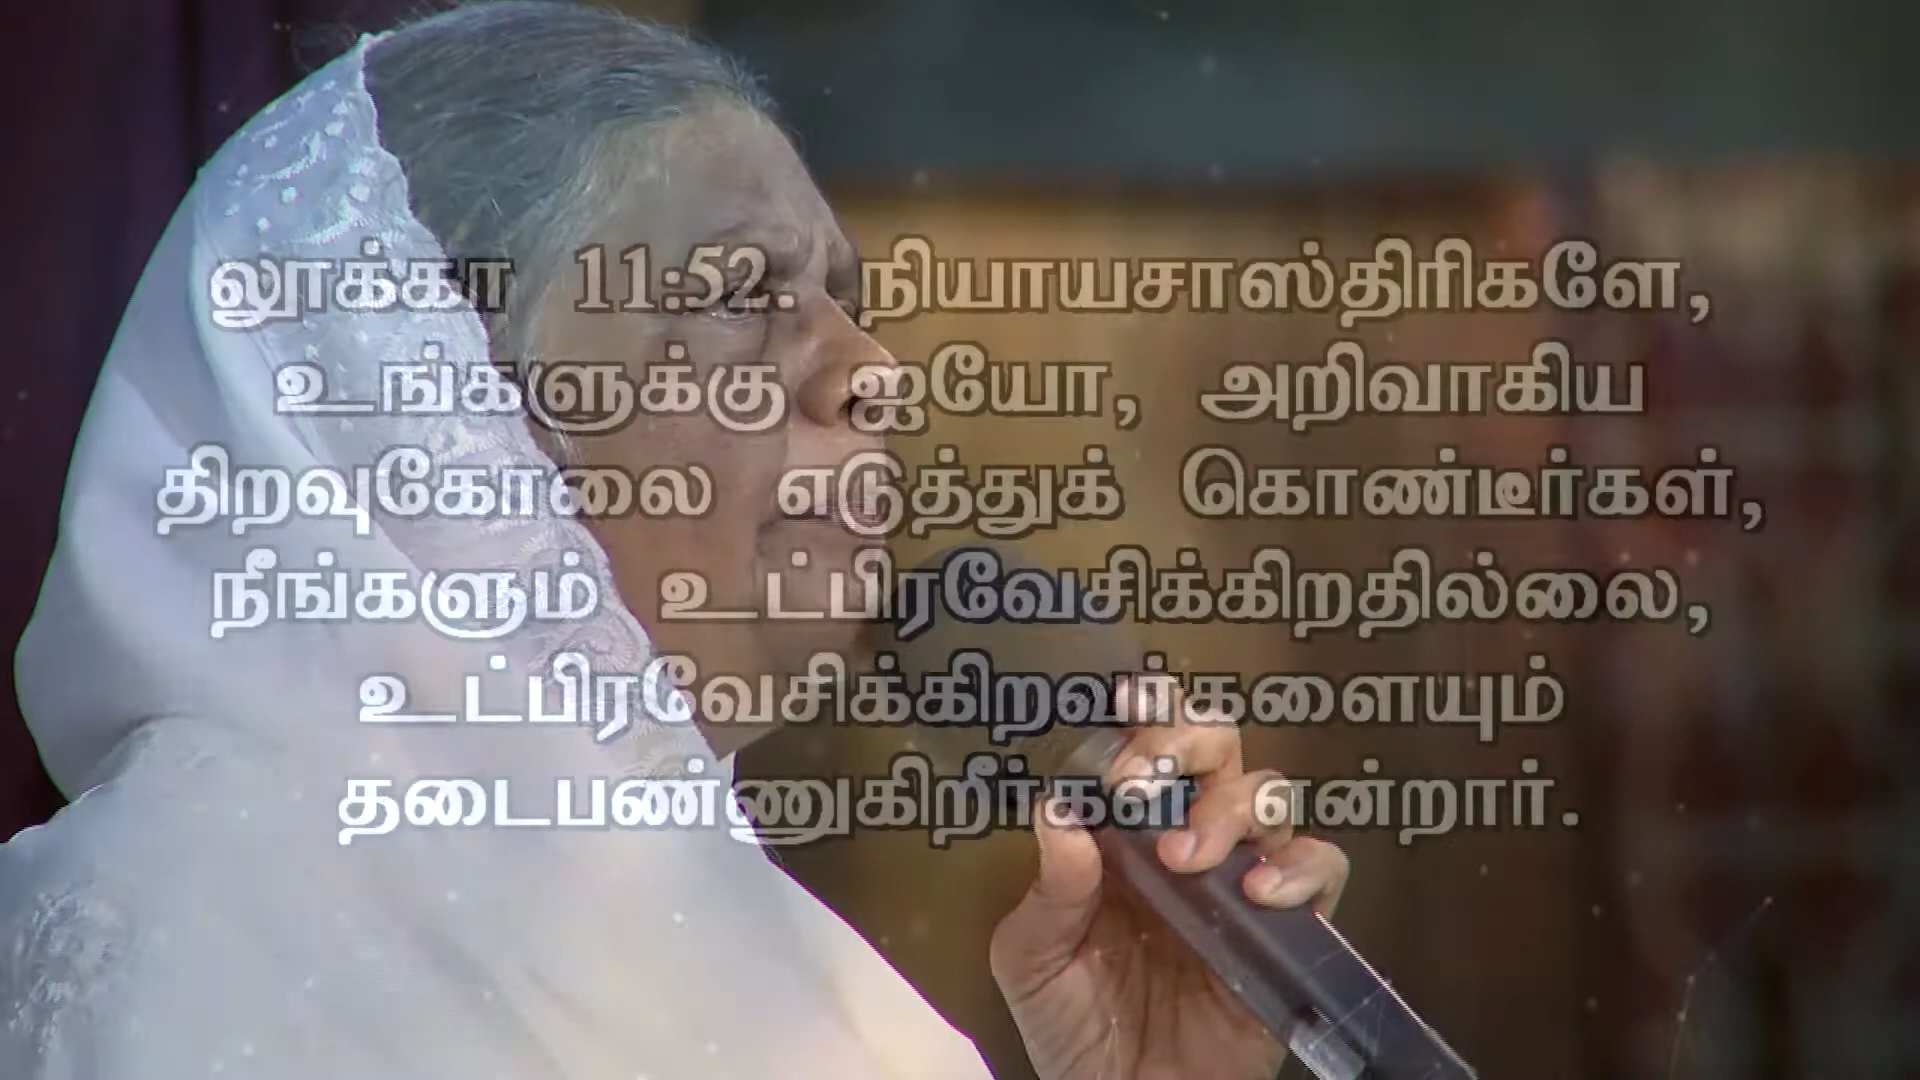 லூக்கா 11:52. நியாயசாஸ்திரிகளே,
உங்களுக்கு ஐயோ, அறிவாகிய
திறவுகோலை எடுத்துக் கொண்டீர்கள்,
நீங்களும் உட்பிரவேசிக்கிறதில்லை,
உட்பிரவேசிக்கிறவர்களையும்
தடைபண்ணுகிறீர்கள் என்றார்.